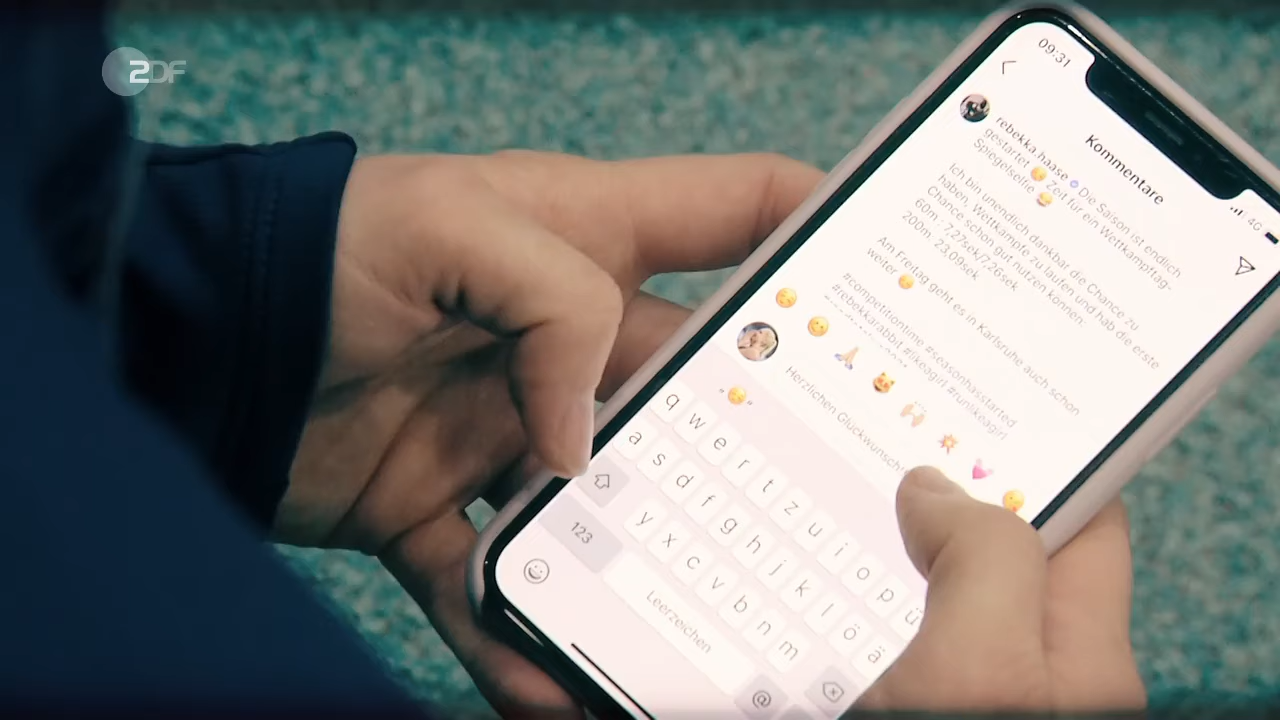 ZDF
09:31
4G
Kommentare
rebekka.haase Die Saison ist endlich
gestartet 😊 Zeit für ein Wettkampftag-
Spiegelselfie 😄
Ich bin unendlich dankbar die Chance zu
haben, Wettkämpfe zu laufen und hab die erste
Chance schon gut nutzen können:
60m : 7,27sek/7,26sek
200m: 23,09sek
Am Freitag geht es in Karlsruhe auch schon
weiter 😊
#competitiontime #seasonhasstarted
#rebekkarabbit #likeagirl #runlikeagirl
Herzlichen Glückwunsch!
q w e r t z u i o p ü
a s d f g h j k l ö ä
y x c v b n m
123
Leerzeichen
@